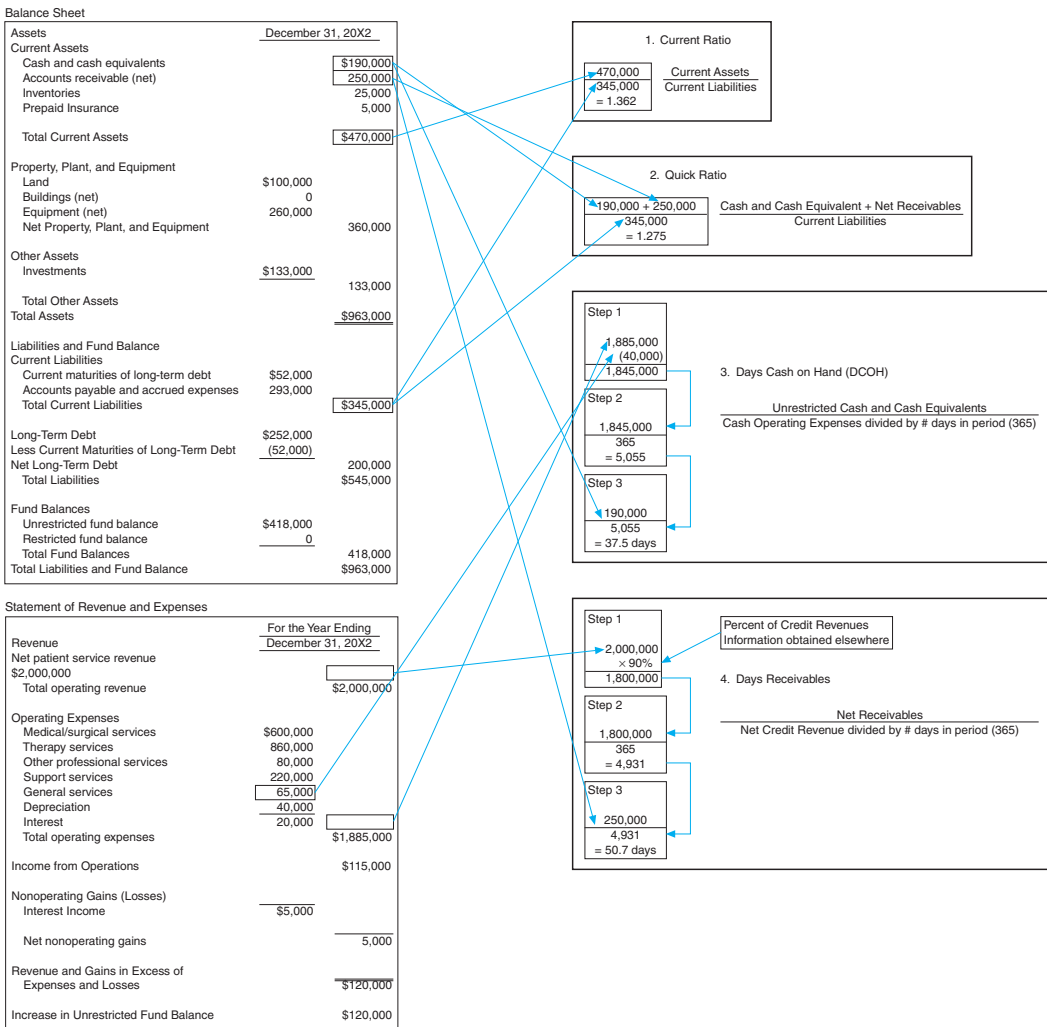 Balance Sheet
Assets December 31, 20X2
Current Assets
Cash and cash equivalents $190,000
Accounts receivable (net) 250,000
Inventories 25,000
Prepaid Insurance 5,000
Total Current Assets $470,000
Property, Plant, and Equipment
Land $100,000
Buildings (net) 0
Equipment (net) 260,000
Net Property, Plant, and Equipment 360,000
Other Assets
Investments $133,000
133,000
Total Other Assets
Total Assets $963,000
Liabilities and Fund Balance
Current Liabilities
Current maturities of long-term debt $52,000
Accounts payable and accrued expenses 293,000
Total Current Liabilities $345,000
Long-Term Debt $252,000
Less Current Maturities of Long-Term Debt (52,000)
Net Long-Term Debt 200,000
Total Liabilities $545,000
Fund Balances
Unrestricted fund balance $418,000
Restricted fund balance 0
Total Fund Balances 418,000
Total Liabilities and Fund Balance $963,000
Statement of Revenue and Expenses
For the Year Ending
Revenue December 31, 20X2
Net patient service revenue
$2,000,000
Total operating revenue $2,000,000
Operating Expenses
Medical/surgical services $600,000
Therapy services 860,000
Other professional services 80,000
Support services 220,000
General services 65,000
Depreciation 40,000
Interest 20,000
Total operating expenses $1,885,000
Income from Operations $115,000
Nonoperating Gains (Losses)
Interest Income $5,000
Net nonoperating gains 5,000
Revenue and Gains in Excess of
Expenses and Losses $120,000
Increase in Unrestricted Fund Balance $120,000
1. Current Ratio
470,000 Current Assets
345,000 Current Liabilities
= 1.362
2. Quick Ratio
190,000 + 250,000 Cash and Cash Equivalent + Net Receivables
345,000 Current Liabilities
= 1.275
Step 1
1,885,000
(40,000)
1,845,000
3. Days Cash on Hand (DCOH)
Step 2
Unrestricted Cash and Cash Equivalents
Cash Operating Expenses divided by # days in period (365)
1,845,000
365
= 5,055
Step 3
190,000
5,055
= 37.5 days
Step 1
Percent of Credit Revenues
Information obtained elsewhere
2,000,000
× 90%
1,800,000
4. Days Receivables
Step 2
Net Receivables
Net Credit Revenue divided by # days in period (365)
1,800,000
365
= 4,931
Step 3
250,000
4,931
= 50.7 days